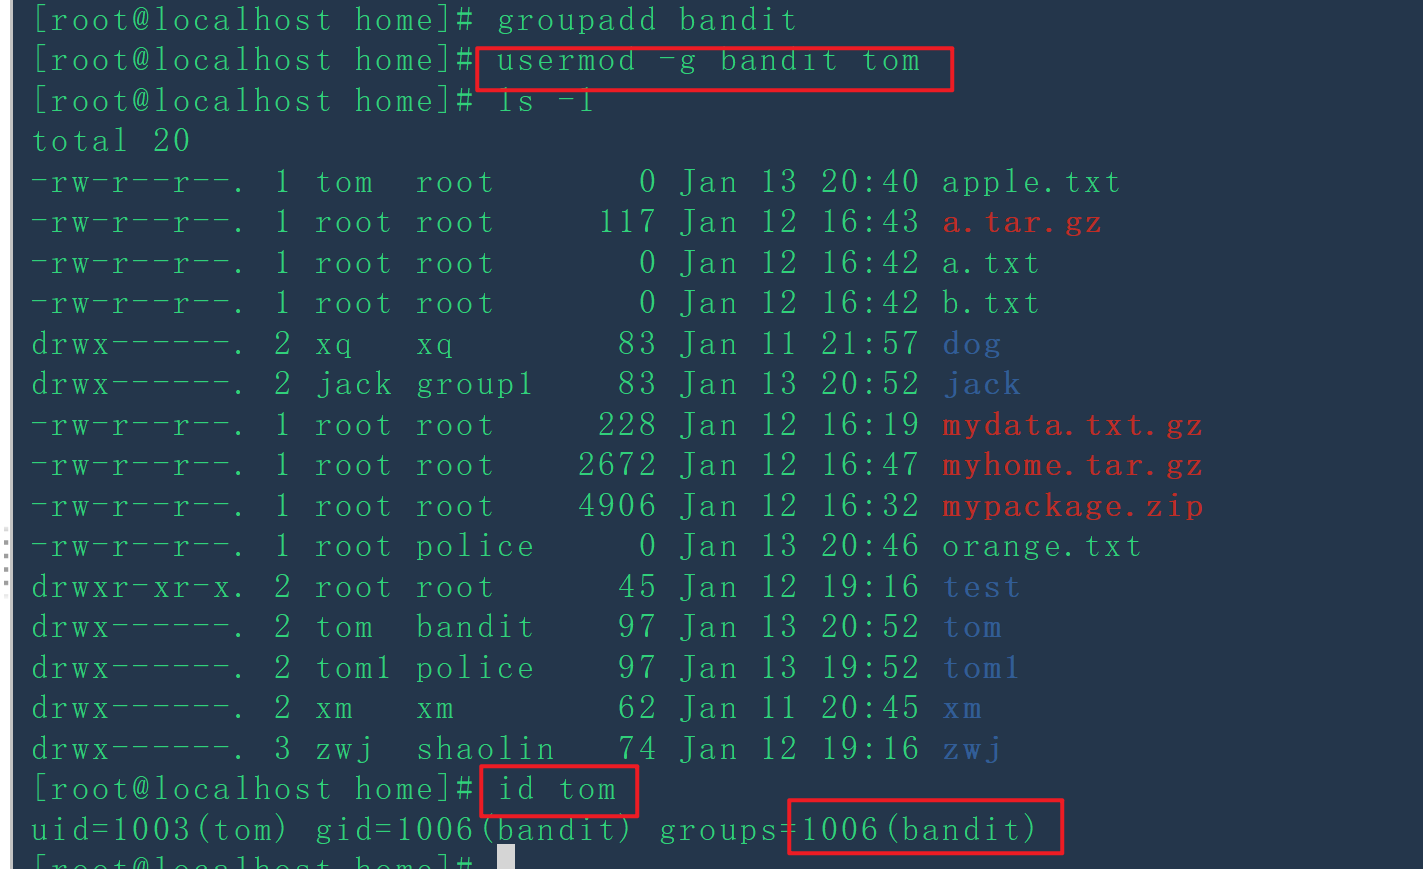 [root@localhost home]# groupadd bandit
[root@localhost home]# usermod -g bandit tom
[root@localhost home]# ls -l
total 20
-rw-r--r--. 1 tom  root       0 Jan 13 20:40 apple.txt
-rw-r--r--. 1 root root     117 Jan 12 16:43 a.tar.gz
-rw-r--r--. 1 root root       0 Jan 12 16:42 a.txt
-rw-r--r--. 1 root root       0 Jan 12 16:42 b.txt
drwx------. 2 xq   xq        83 Jan 11 21:57 dog
drwx------. 2 jack group1    83 Jan 13 20:52 jack
-rw-r--r--. 1 root root     228 Jan 12 16:19 mydata.txt.gz
-rw-r--r--. 1 root root    2672 Jan 12 16:47 myhome.tar.gz
-rw-r--r--. 1 root root    4906 Jan 12 16:32 mypackage.zip
-rw-r--r--. 1 root police     0 Jan 13 20:46 orange.txt
drwxr-xr-x. 2 root root      45 Jan 12 19:16 test
drwx------. 2 tom  bandit    97 Jan 13 20:52 tom
drwx------. 2 tom1 police    97 Jan 13 19:52 tom1
drwx------. 2 xm   xm        62 Jan 11 20:45 xm
drwx------. 3 zwj  shaolin   74 Jan 12 19:16 zwj
[root@localhost home]# id tom
uid=1003(tom) gid=1006(bandit) groups=1006(bandit)
[root@localhost home]#